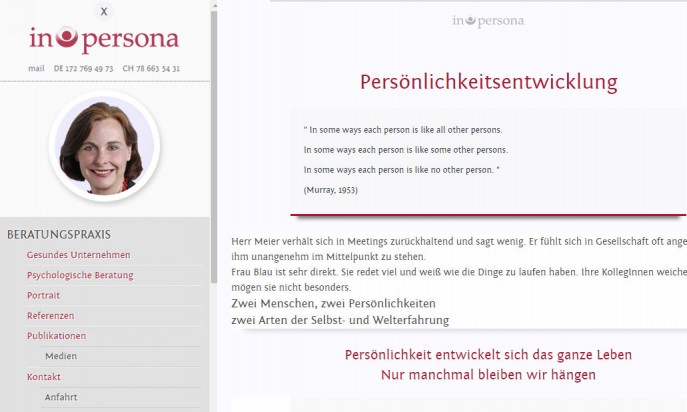 X
in persona
mail DE 172 769 49 73 CH 78 663 54 31
BERATUNGSPRAXIS
Gesundes Unternehmen
Psychologische Beratung
Portrait
Referenzen
Publikationen
Medien
Kontakt
Anfahrt
in persona
Persönlichkeitsentwicklung
" In some ways each person is like all other persons.
In some ways each person is like some other persons.
In some ways each person is like no other person. "
(Murray, 1953)
Herr Meier verhält sich in Meetings zurückhaltend und sagt wenig. Er fühlt sich in Gesellschaft oft ange
ihm unangenehm im Mittelpunkt zu stehen.
Frau Blau ist sehr direkt. Sie redet viel und weiß wie die Dinge zu laufen haben. Ihre KollegInnen weiche
mögen sie nicht besonders.
Zwei Menschen, zwei Persönlichkeiten
zwei Arten der Selbst- und Welterfahrung
Persönlichkeit entwickelt sich das ganze Leben
Nur manchmal bleiben wir hängen